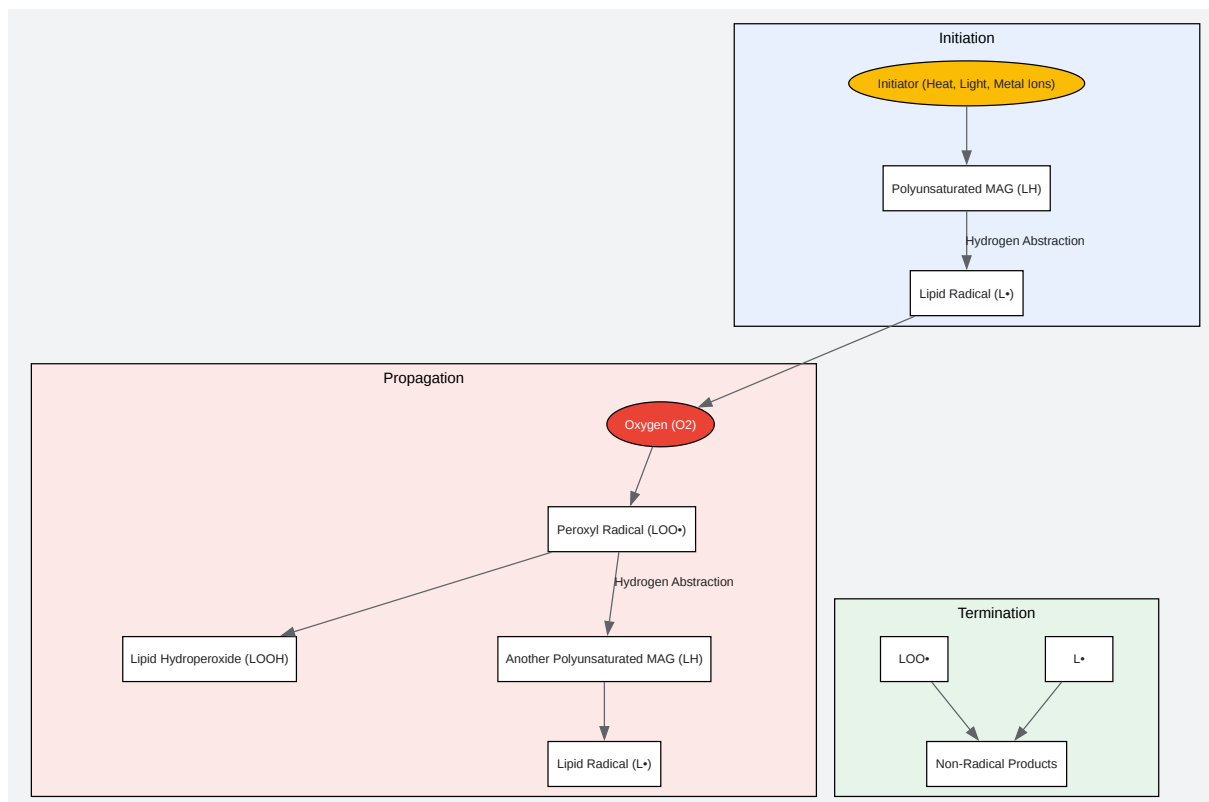 Initiation
Initiator (Heat, Light, Metal Ions)
Polyunsaturated MAG (LH)
Hydrogen Abstraction
Lipid Radical (L•)
Propagation
Oxygen (O2)
Peroxyl Radical (LOO•)
Hydrogen Abstraction
Lipid Hydroperoxide (LOOH)
Another Polyunsaturated MAG (LH)
Lipid Radical (L•)
Termination
LOO•
L•
Non-Radical Products